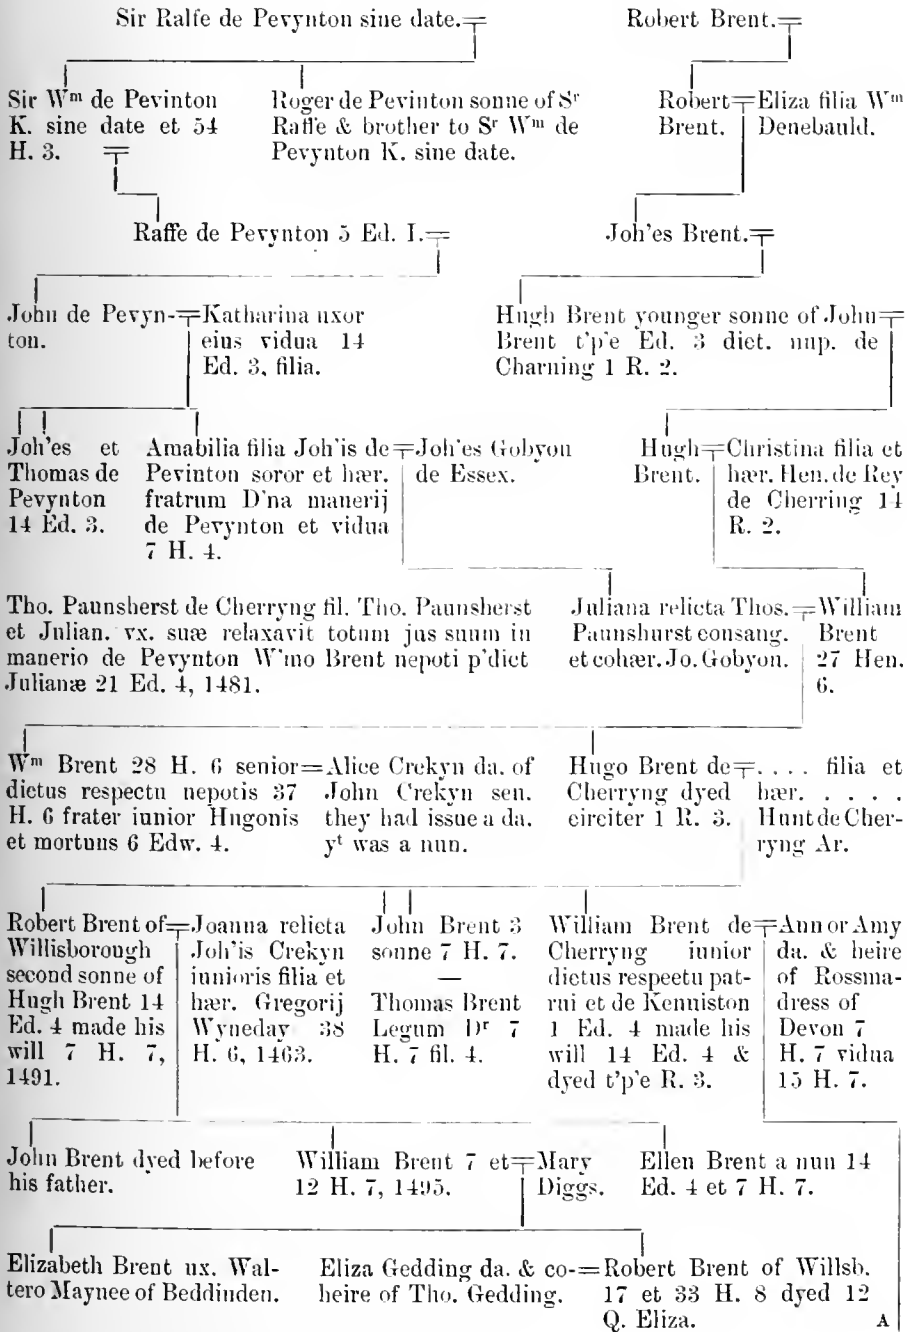 Sir Ralfe de Pevynton sine date.
Robert Brent.
Sir Wm de Pevinton
K. sine date et 54
H. 3.
Roger de Pevinton sonne of Sr
Raffe & brother to Sr Wm de
Pevynton K. sine date.
Robert
Brent.
Eliza filia Wm
Denebauld.
Raffe de Pevynton 5 Ed. I.
Joh'es Brent.
John de Pevyn-
ton.
Katharina uxor
eius vidua 14
Ed. 3, filia.
Hugh Brent younger sonne of John
Brent t'p'e Ed. 3 dict. nup. de
Charning 1 R. 2.
Joh'es et
Thomas de
Pevynton
14 Ed. 3.
Amabilia filia Joh'is de
Pevinton soror et hær.
fratrum D'na manerij
de Pevynton et vidua
7 H. 4.
Joh'es Gobyon
de Essex.
Hugh
Brent.
Christina filia et
hær. Hen. de Rey
de Cherring 14
R. 2.
Tho. Paunsherst de Cherryng fil. Tho. Paunsherst
et Julian. vx. suæ relaxavit totum jus suum in
manerio de Pevynton W'mo Brent nepoti p'dict
Julianæ 21 Ed. 4, 1481.
Juliana relicta Thos.
Paunshurst consang.
et cohær. Jo. Gobyon.
William
Brent
27 Hen.
6.
Wm Brent 28 H. 6 senior
dictus respectu nepotis 37
H. 6 frater iunior Hugonis
et mortuus 6 Edw. 4.
Alice Crekyn da. of
John Crekyn sen.
they had issue a da.
yt was a nun.
Hugo Brent de
Cherryng dyed
circiter 1 R. 3.
. . . . filia et
hær. . . . . .
Hunt de Cher-
ryng Ar.
Robert Brent of
Willisborough
second sonne of
Hugh Brent 14
Ed. 4 made his
will 7 H. 7,
1491.
Joanna relicta
Joh'is Crekyn
iunioris filia et
hær. Gregorij
Wyneday 38
H. 6, 1463.
John Brent 3
sonne 7 H. 7.
—
Thomas Brent
Legum Dr 7
H. 7 fil. 4.
William Brent de
Cherryng iunior
dictus respectu pat-
rui et de Kenniston
1 Ed. 4 made his
will 14 Ed. 4 &
dyed t'p'e R. 3.
Ann or Amy
da. & heire
of Rossma-
dress of
Devon 7
H. 7 vidua
15 H. 7.
John Brent dyed before
his father.
William Brent 7 et
12 H. 7, 1495.
Mary
Diggs.
Ellen Brent a nun 14
Ed. 4 et 7 H. 7.
Elizabeth Brent ux. Wal-
tero Maynee of Beddinden.
Eliza Gedding da. & co-
heire of Tho. Gedding.
Robert Brent of Willsb.
17 et 33 H. 8 dyed 12
Q. Eliza.
A